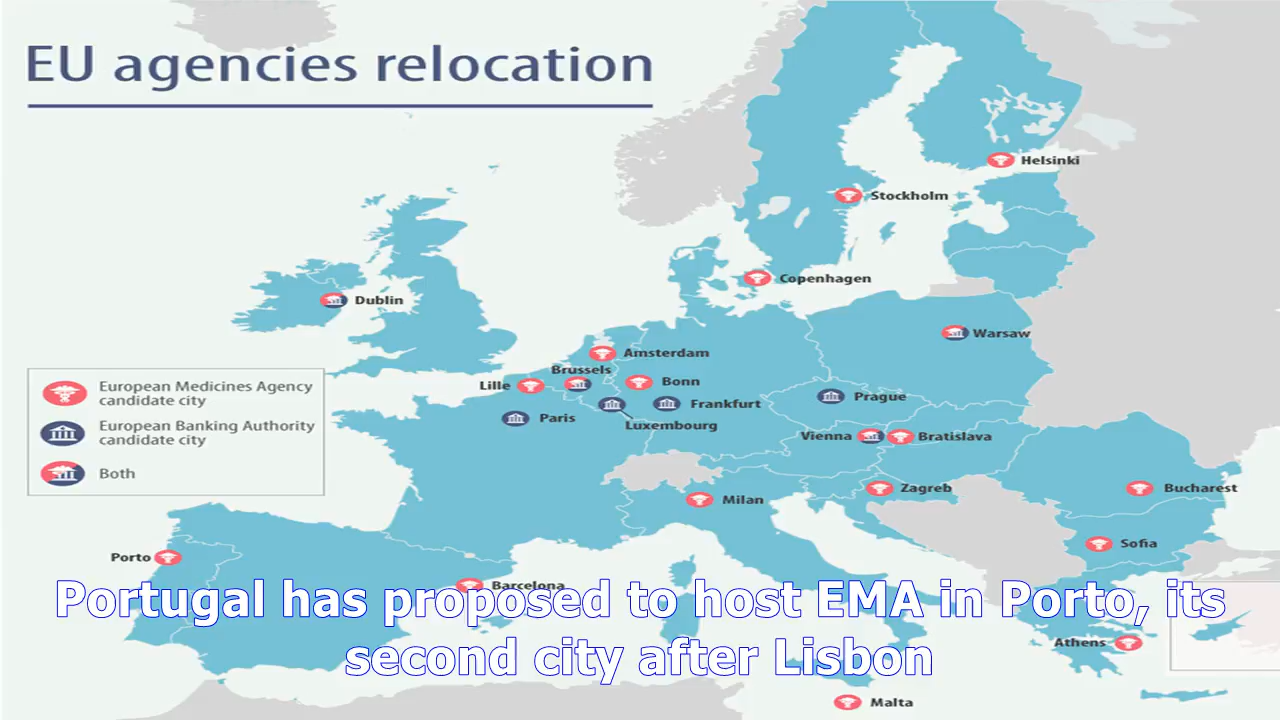 EU agencies relocation
Helsinki
Stockholm
Copenhagen
Dublin
Warsaw
Amsterdam
Brussels
Lille
Bonn
Prague
Frankfurt
Paris
Luxembourg
Vienna
Bratislava
European Medicines Agency
candidate city
European Banking Authority
candidate city
Both
Zagreb
Bucharest
Milan
Sofia
Porto
Barcelona
Portugal has proposed to host EMA in Porto, its
second city after Lisbon
Athens
Malta